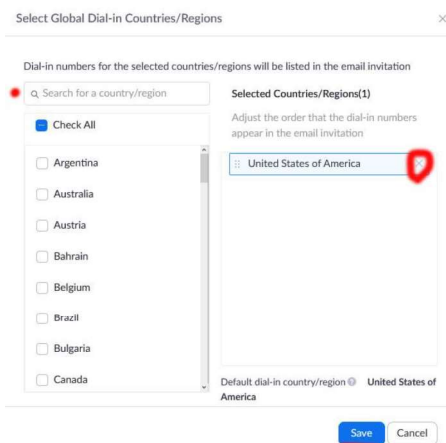 Select Global Dial-in Countries/Regions
Dial-in numbers for the selected countries/regions will be listed in the email invitation
Search for a country/region
Check All
Argentina
Australia
Austria
Bahrain
Belgium
Brazil
Bulgaria
Canada
Selected Countries/Regions(1)
Adjust the order that the dial-in numbers
appear in the email invitation
United States of America
Default dial-in country/region United States of
America
Save Cancel